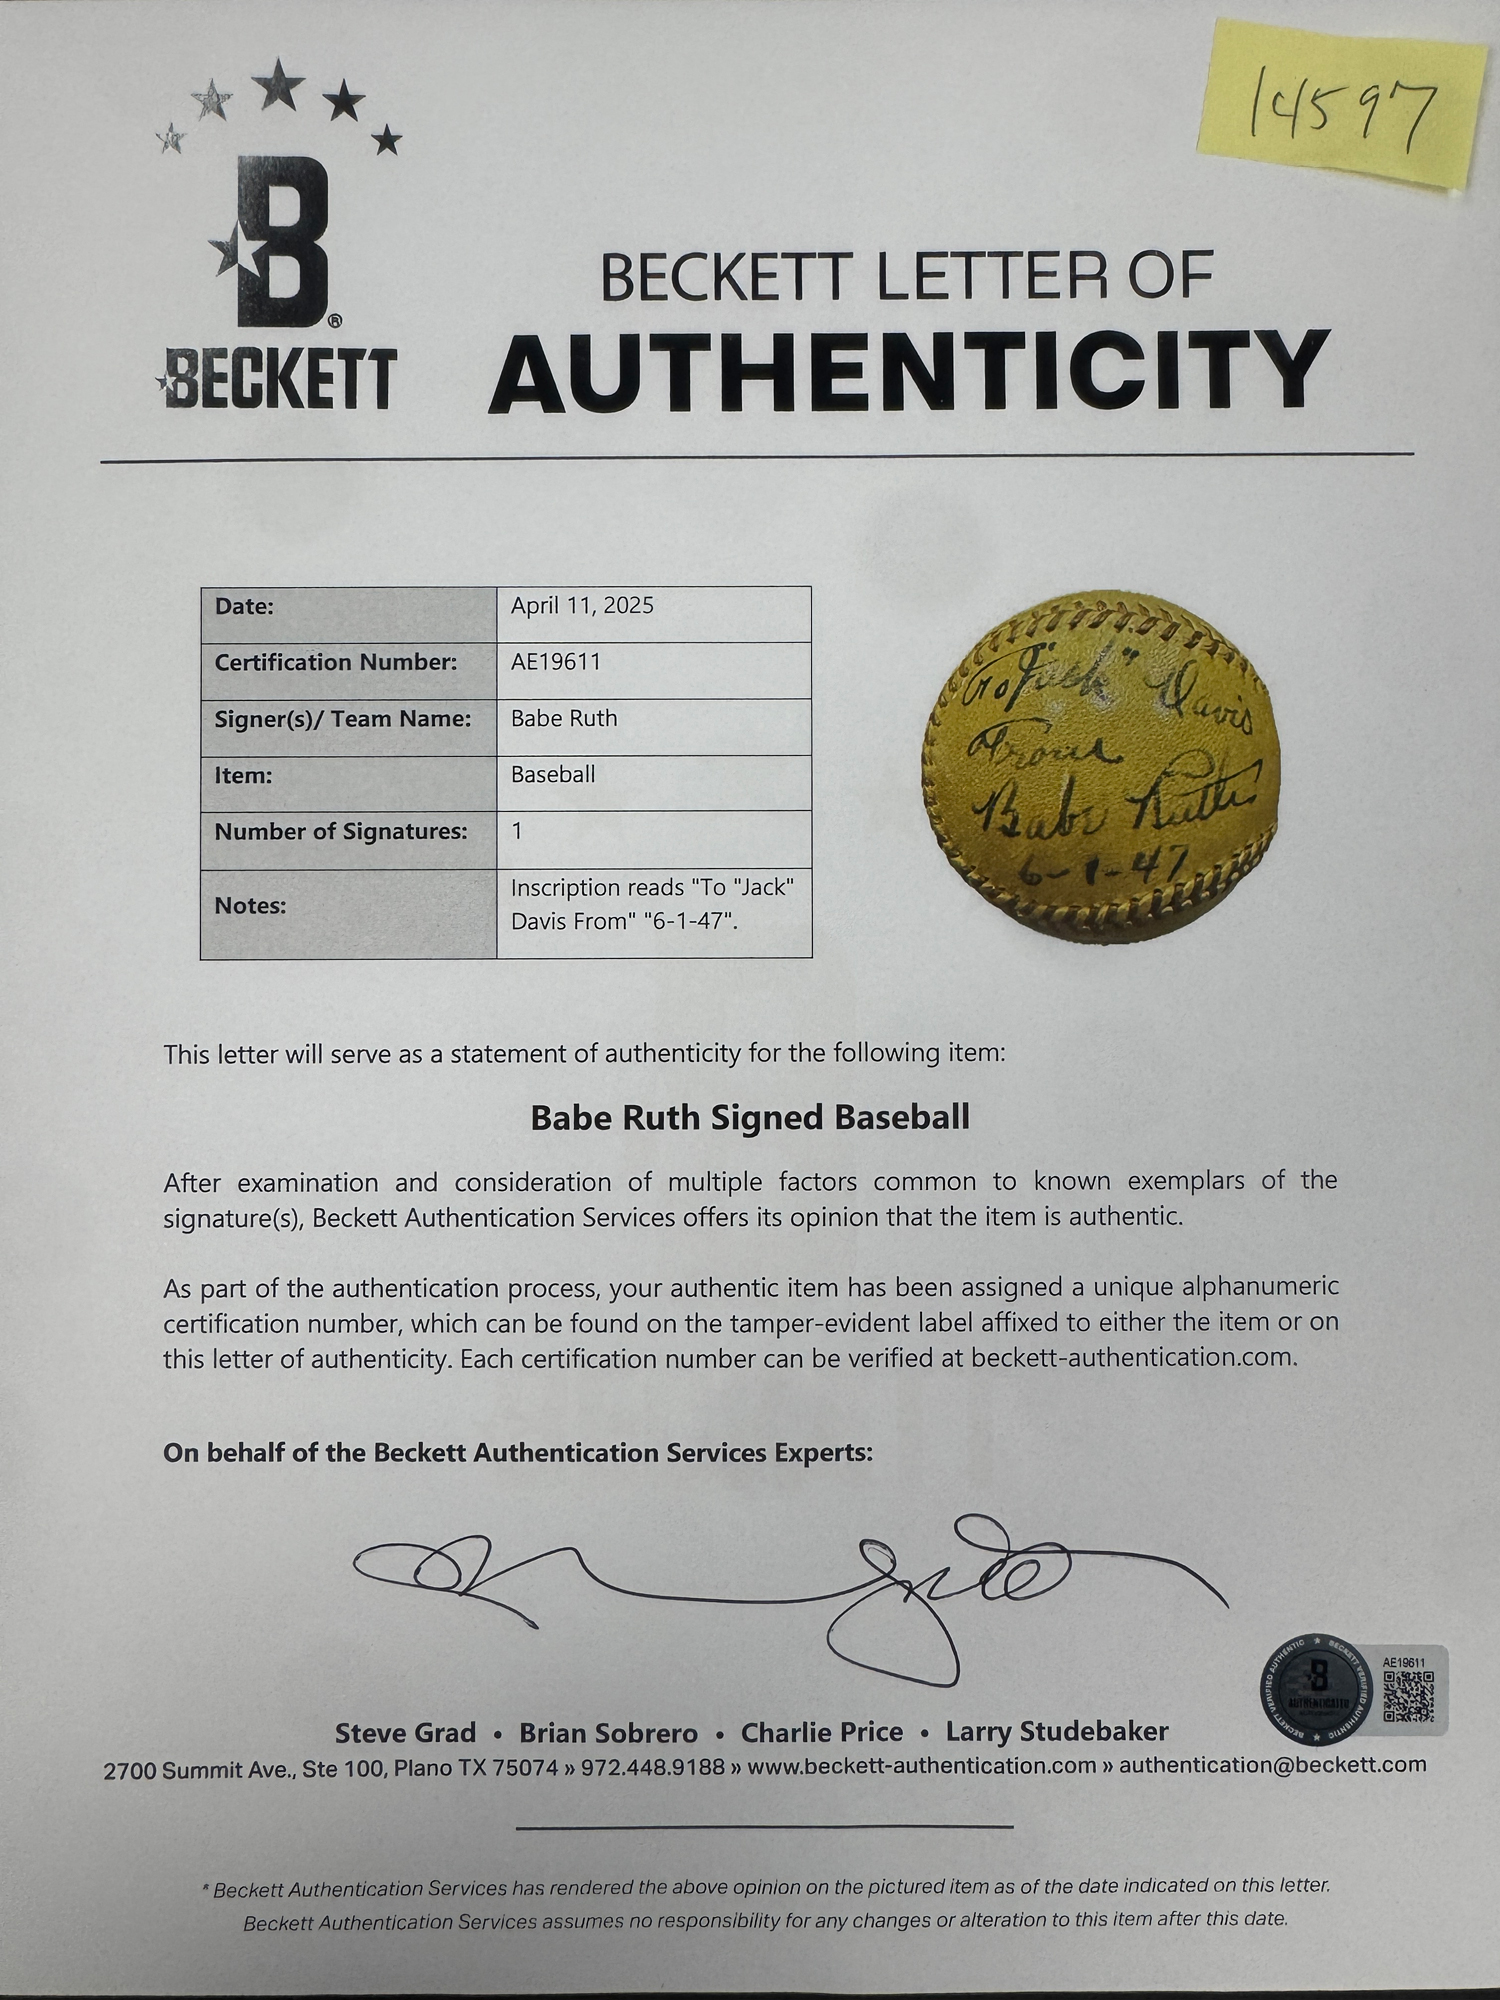 14597
B®
BECKETT
BECKETT LETTER OF
AUTHENTICITY
Date: April 11, 2025
Certification Number: AE19611
Signer(s)/ Team Name: Babe Ruth
Item: Baseball
Number of Signatures: 1
Notes: Inscription reads "To "Jack"
Davis From" "6-1-47".
To "Jack" Davis
From
Babe Ruth
6-1-47
This letter will serve as a statement of authenticity for the following item:
Babe Ruth Signed Baseball
After examination and consideration of multiple factors common to known exemplars of the
signature(s), Beckett Authentication Services offers its opinion that the item is authentic.
As part of the authentication process, your authentic item has been assigned a unique alphanumeric
certification number, which can be found on the tamper-evident label affixed to either the item or on
this letter of authenticity. Each certification number can be verified at beckett-authentication.com.
On behalf of the Beckett Authentication Services Experts:
BECKETT VERIFIED AUTHENTIC ★ BECKETT VERIFIED AUTHENTIC ★
B
AUTHENTICATED
AE19611
Steve Grad • Brian Sobrero • Charlie Price • Larry Studebaker
2700 Summit Ave., Ste 100, Plano TX 75074 » 972.448.9188 » www.beckett-authentication.com » authentication@beckett.com
* Beckett Authentication Services has rendered the above opinion on the pictured item as of the date indicated on this letter.
Beckett Authentication Services assumes no responsibility for any changes or alteration to this item after this date.